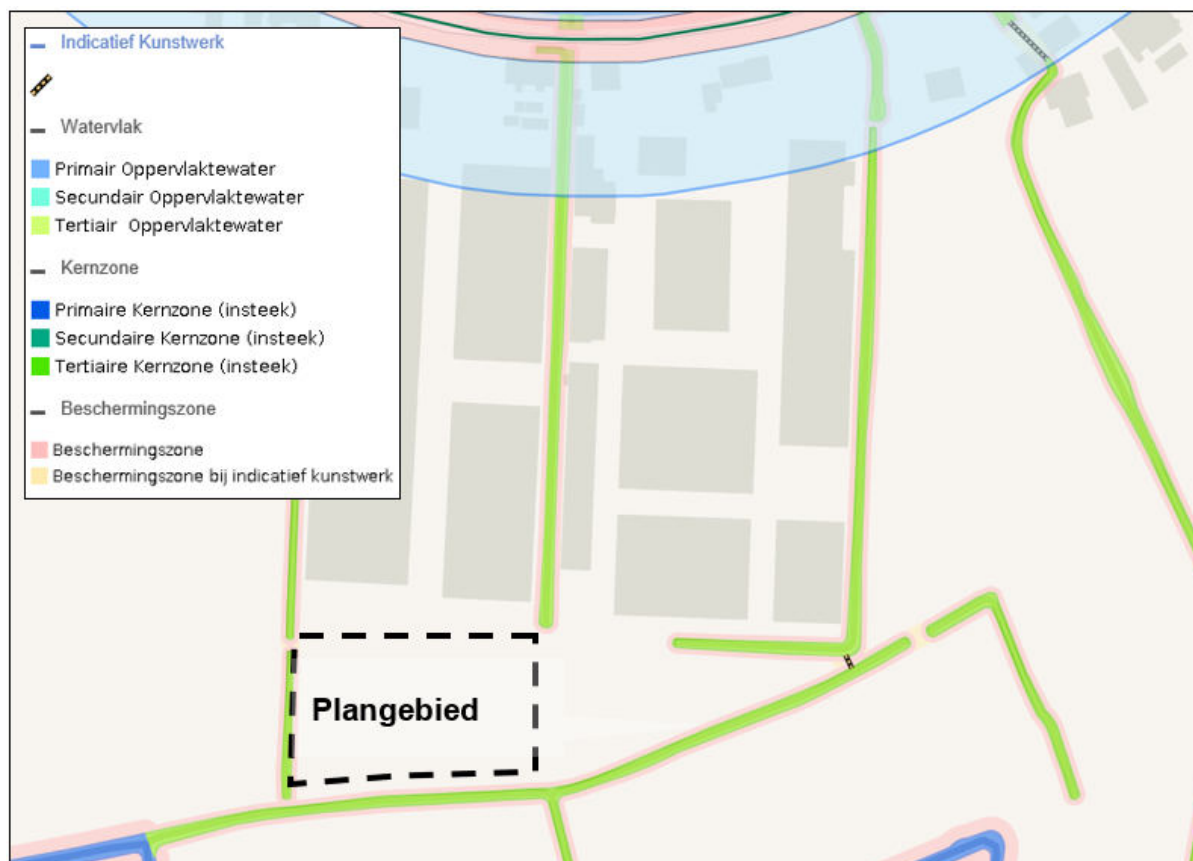 Indicatief Kunstwerk
Watervlak
Primair Oppervlaktewater
Secundair Oppervlaktewater
Tertiair Oppervlaktewater
Kernzone
Primaire Kernzone (insteek)
Secundaire Kernzone (insteek)
Tertiaire Kernzone (insteek)
Beschermingszone
Beschermingszone
Beschermingszone bij indicatief kunstwerk
Plangebied